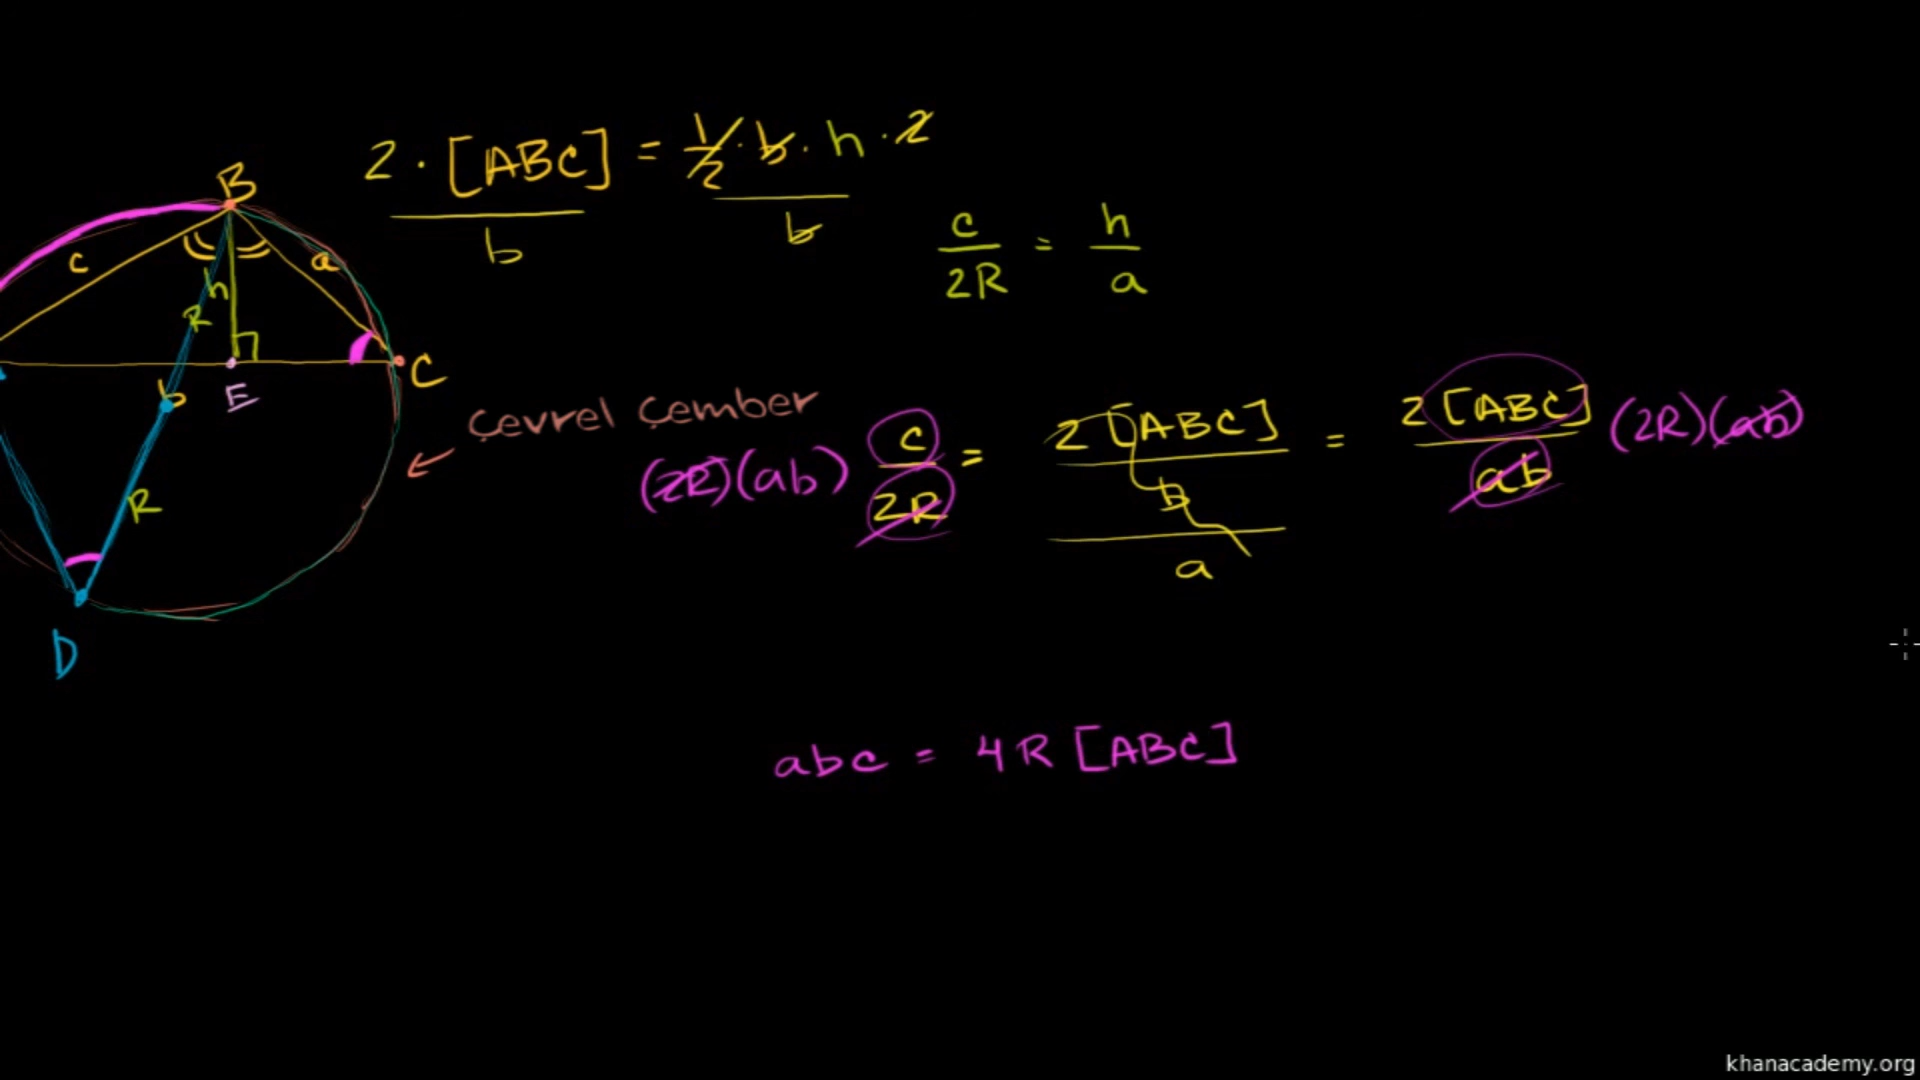 2 · [ABC] = 1/2 · b · h · 2
b b
c/2R = h/a
B
c a
h
R
b E C
çevrel çember
R
D
(2R)(ab) c/2R = 2[ABC]/b/a = 2[ABC]/ab (2R)(ab)
abc = 4R [ABC]
khanacademy.org